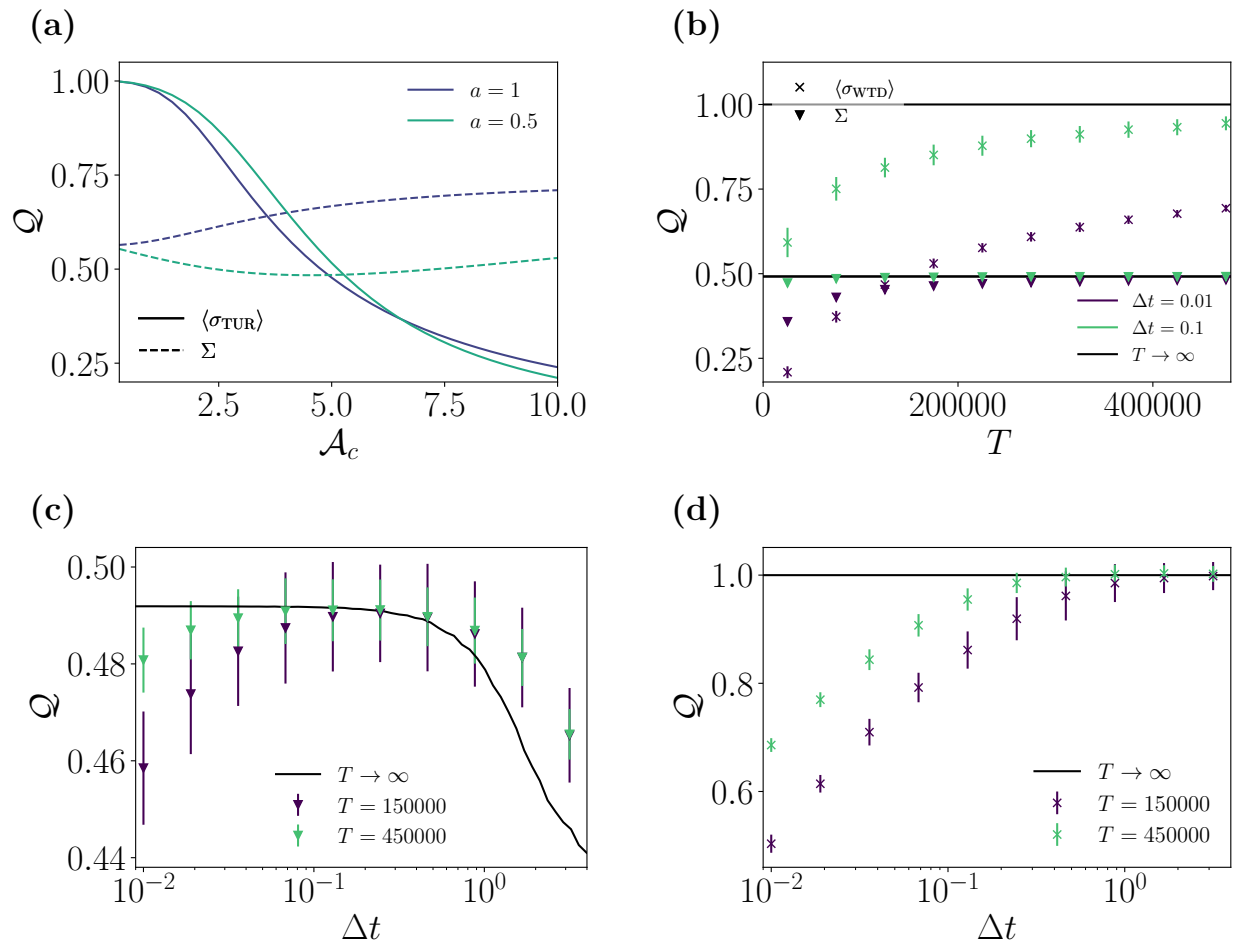 (a)
1.00
0.75
0.50
0.25
𝒬
a = 1
a = 0.5
⟨σ_TUR⟩
Σ
2.5
5.0
7.5
10.0
𝒜_c
(b)
1.00
0.75
0.50
0.25
𝒬
⟨σ_WTD⟩
Σ
Δt = 0.01
Δt = 0.1
T → ∞
0
200000
400000
T
(c)
0.50
0.48
0.46
0.44
𝒬
T → ∞
T = 150000
T = 450000
10⁻²
10⁻¹
10⁰
Δt
(d)
1.0
0.8
0.6
𝒬
T → ∞
T = 150000
T = 450000
10⁻²
10⁻¹
10⁰
Δt